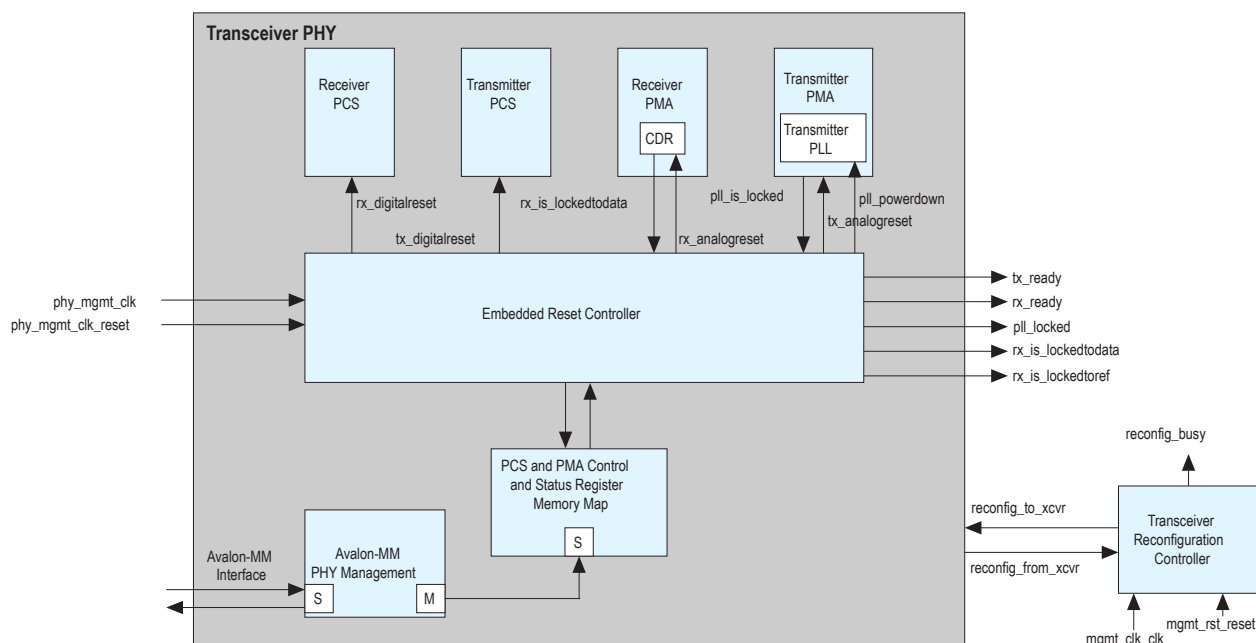 Transceiver PHY
Receiver
PCS
Transmitter
PCS
Receiver
PMA
CDR
Transmitter
PMA
Transmitter
PLL
rx_digitalreset
tx_digitalreset
rx_is_lockedtodata
pll_is_locked
rx_analogreset
pll_powerdown
tx_analogreset
phy_mgmt_clk
phy_mgmt_clk_reset
Embedded Reset Controller
tx_ready
rx_ready
pll_locked
rx_is_lockedtodata
rx_is_lockedtoref
PCS and PMA Control
and Status Register
Memory Map
S
Avalon-MM
Interface
Avalon-MM
PHY Management
S
M
reconfig_busy
reconfig_to_xcvr
reconfig_from_xcvr
Transceiver
Reconfiguration
Controller
mgmt_clk_clk
mgmt_rst_reset